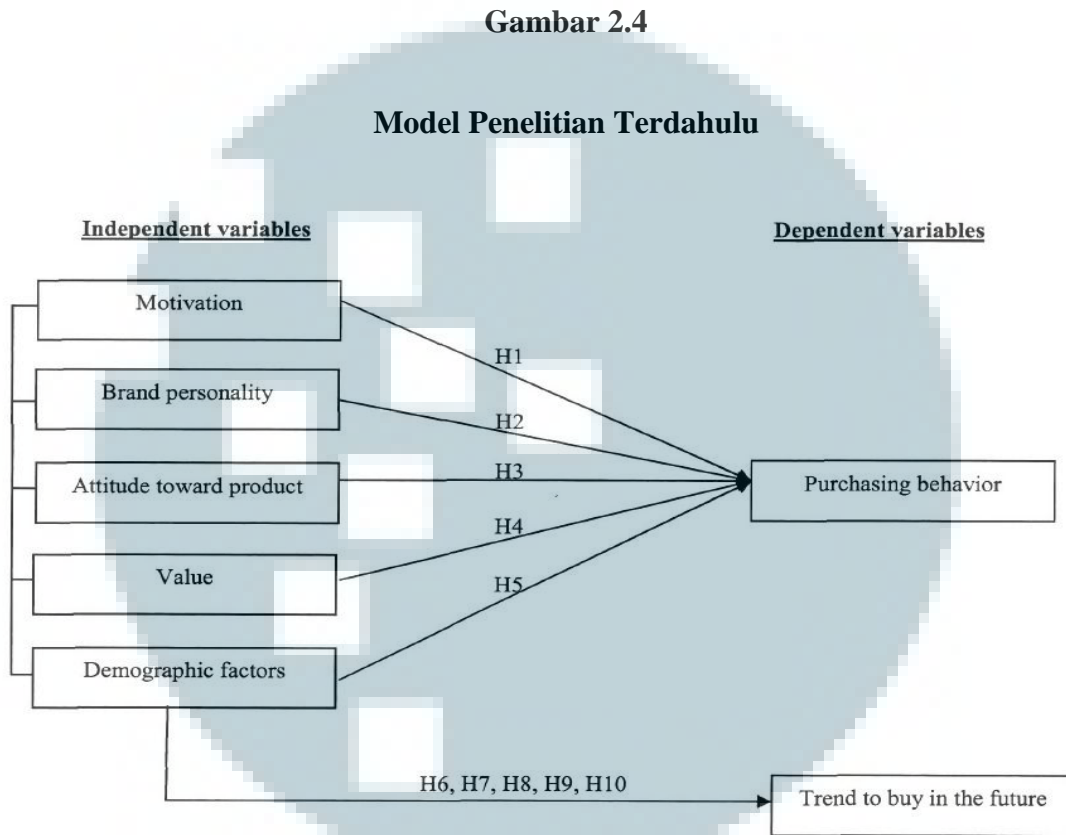 Gambar 2.4
Model Penelitian Terdahulu
Independent variables
Dependent variables
Motivation
H1
Brand personality
H2
Attitude toward product
H3
Purchasing behavior
H4
Value
H5
Demographic factors
H6, H7, H8, H9, H10
Trend to buy in the future